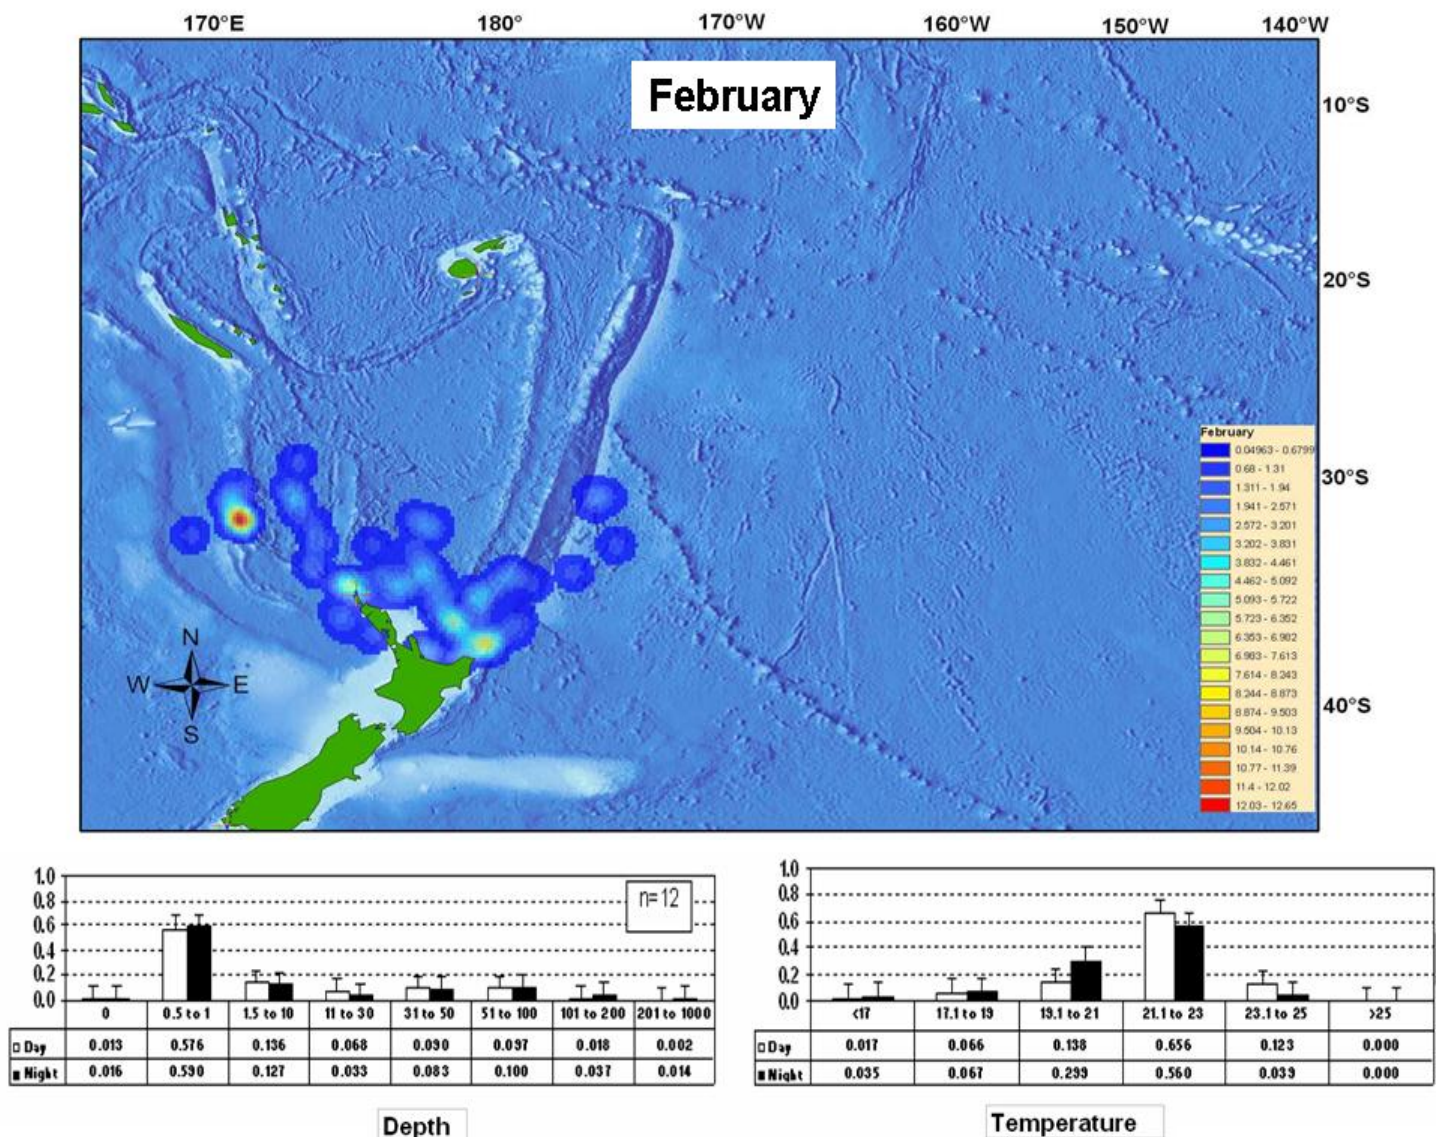 170°E 180° 170°W 160°W 150°W 140°W
February
10°S
20°S
30°S
40°S
N
W E
S
February
0.04963 - 0.6799
0.68 - 1.31
1.311 - 1.94
1.941 - 2.571
2.572 - 3.201
3.202 - 3.831
3.832 - 4.461
4.462 - 5.092
5.093 - 5.722
5.723 - 6.352
6.353 - 6.982
6.983 - 7.613
7.614 - 8.243
8.244 - 8.873
8.874 - 9.503
9.504 - 10.13
10.14 - 10.76
10.77 - 11.39
11.4 - 12.02
12.03 - 12.65
1.0
0.8
0.6
0.4
0.2
0.0
n=12
0 0.5 to 1 1.5 to 10 11 to 30 31 to 50 51 to 100 101 to 200 201 to 1000
Day 0.013 0.576 0.136 0.068 0.090 0.097 0.018 0.002
Night 0.016 0.590 0.127 0.033 0.083 0.100 0.037 0.014
Depth
1.0
0.8
0.6
0.4
0.2
0.0
<17 17.1 to 19 19.1 to 21 21.1 to 23 23.1 to 25 >25
Day 0.017 0.066 0.138 0.656 0.123 0.000
Night 0.035 0.067 0.299 0.560 0.039 0.000
Temperature